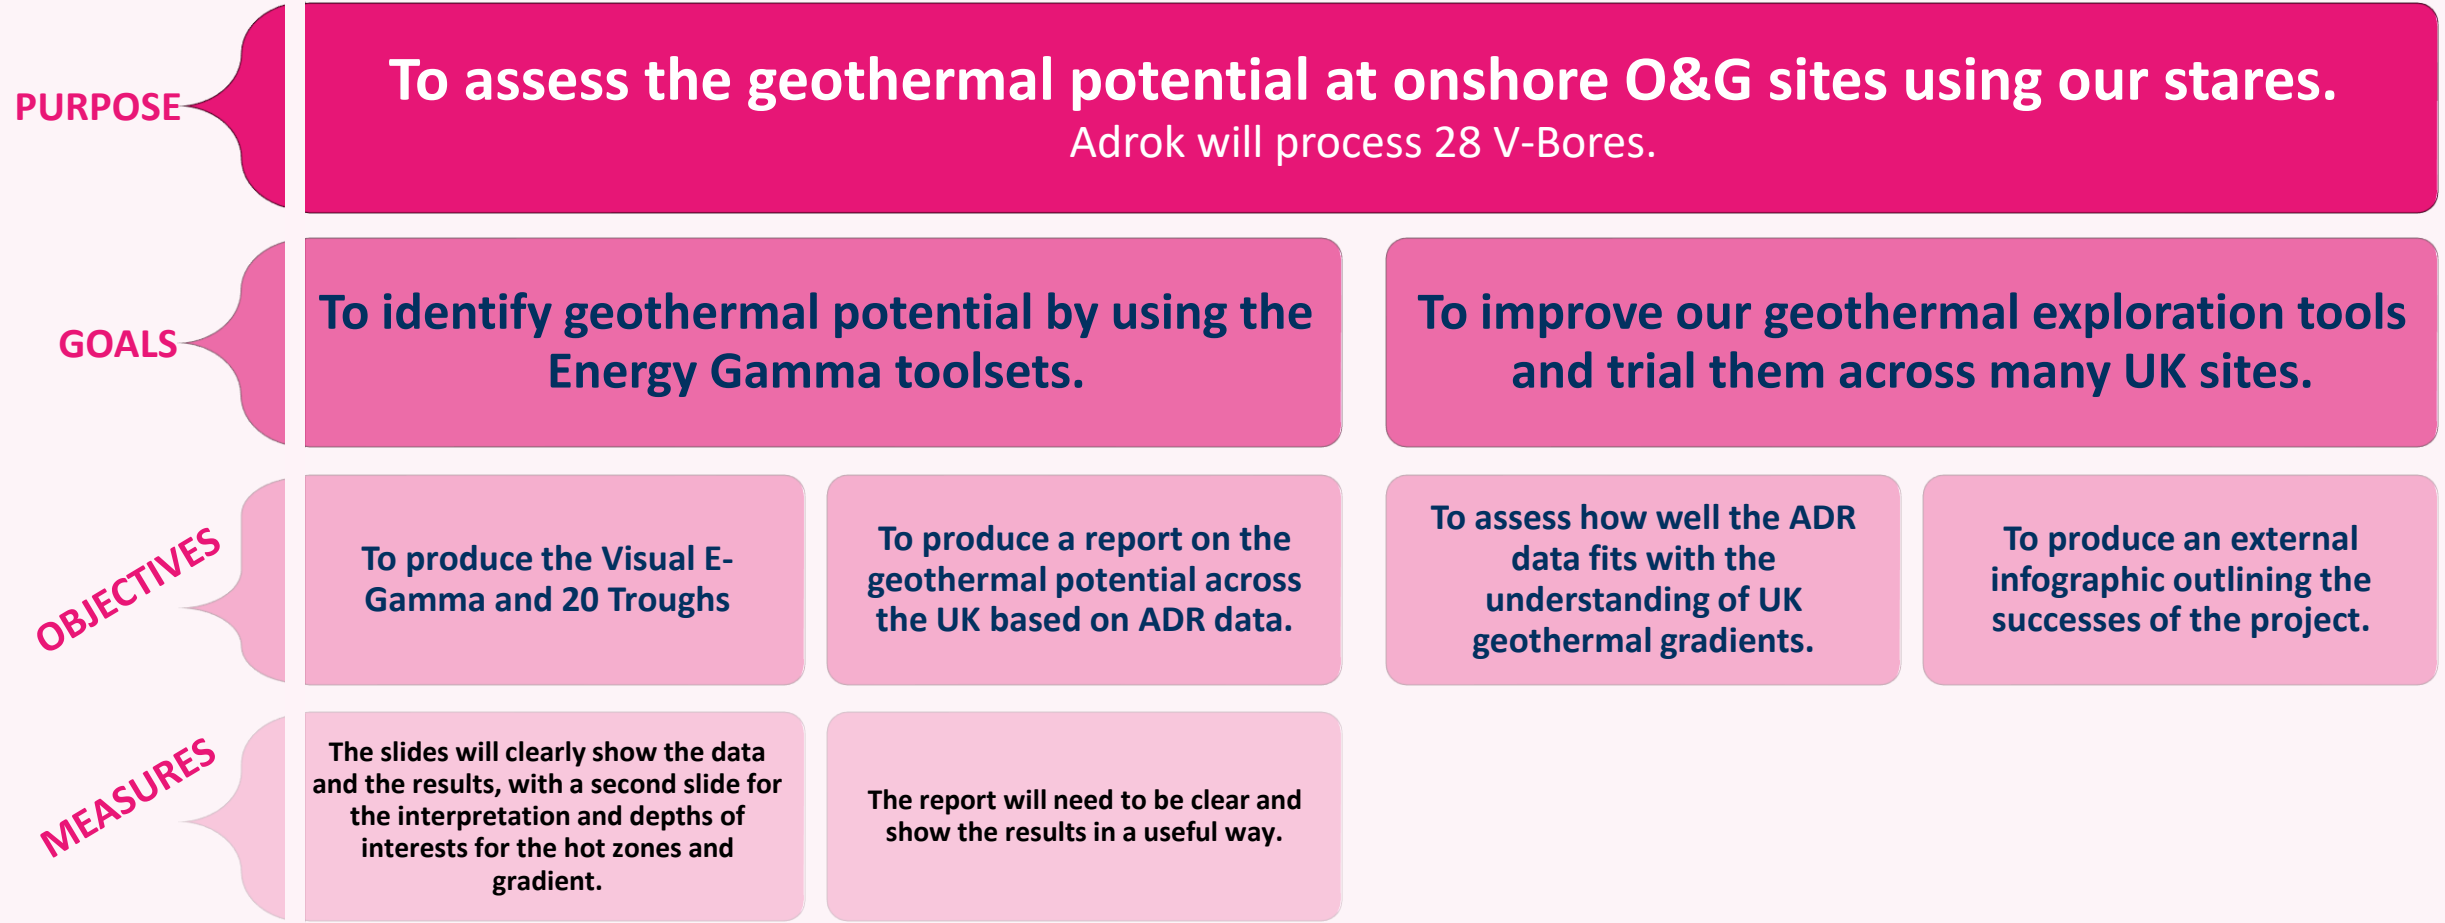 PURPOSE
To assess the geothermal potential at onshore O&G sites using our stares.
Adrok will process 28 V-Bores.
GOALS
To identify geothermal potential by using the
Energy Gamma toolsets.
To improve our geothermal exploration tools
and trial them across many UK sites.
OBJECTIVES
To produce the Visual E-
Gamma and 20 Troughs
To produce a report on the
geothermal potential across
the UK based on ADR data.
To assess how well the ADR
data fits with the
understanding of UK
geothermal gradients.
To produce an external
infographic outlining the
successes of the project.
MEASURES
The slides will clearly show the data
and the results, with a second slide for
the interpretation and depths of
interests for the hot zones and
gradient.
The report will need to be clear and
show the results in a useful way.